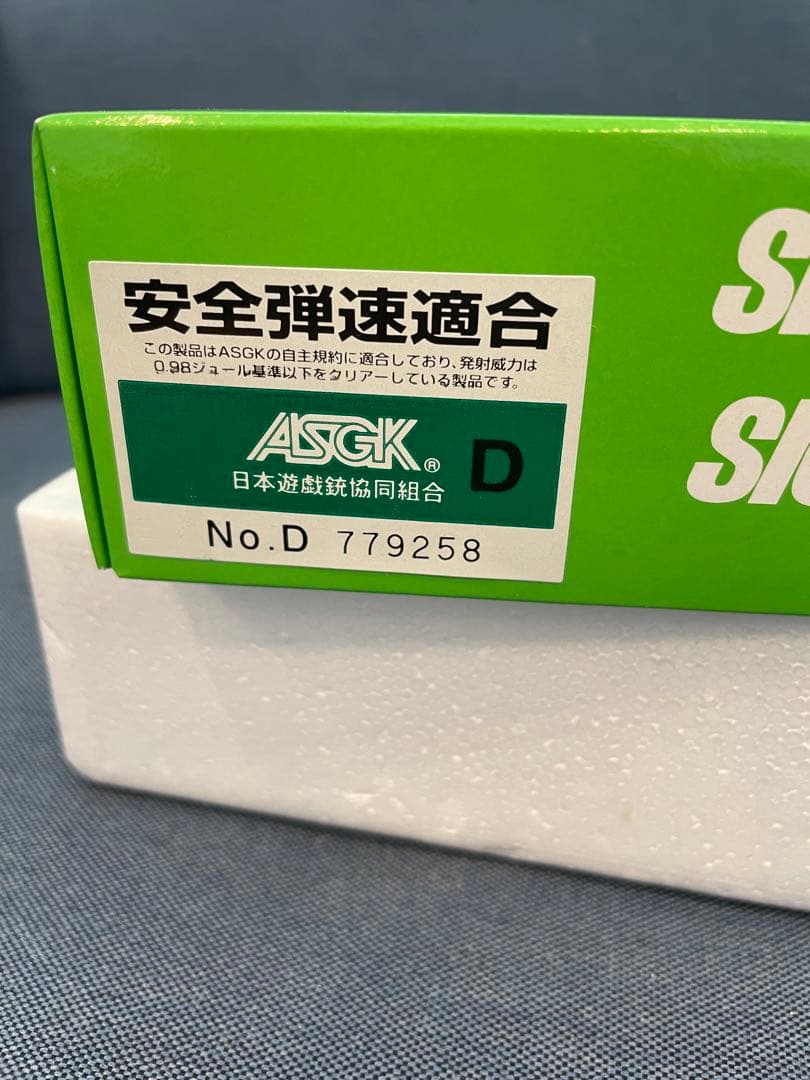 安全弾速適合
この製品はASGKの自主規約に適合しており、発射威力は
0.98ジュール基準以下をクリアーしている製品です。
ASGK® D
日本遊戯銃協同組合
No.D 779258